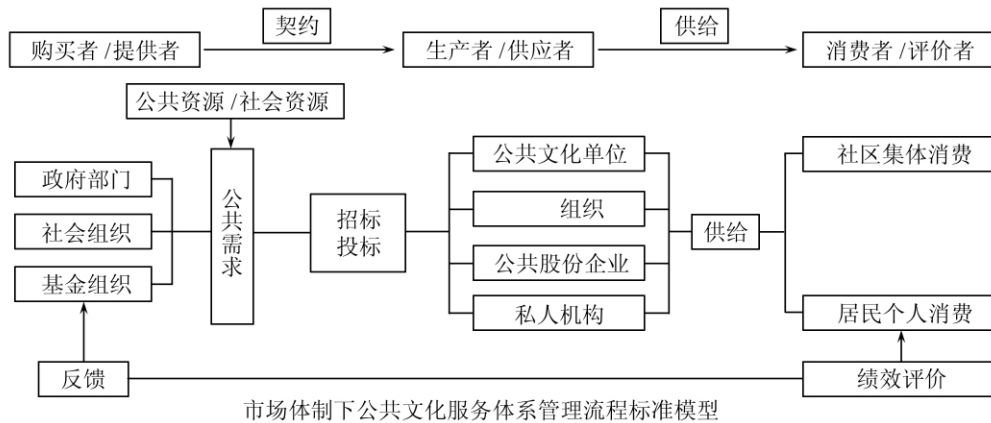 契约
供给
购买者/提供者
生产者/供应者
消费者/评价者
公共资源/社会资源
公共需求
政府部门
社会组织
基金组织
招标
投标
公共文化单位
组织
公共股份企业
私人机构
供给
社区集体消费
居民个人消费
反馈
绩效评价
市场体制下公共文化服务体系管理流程标准模型